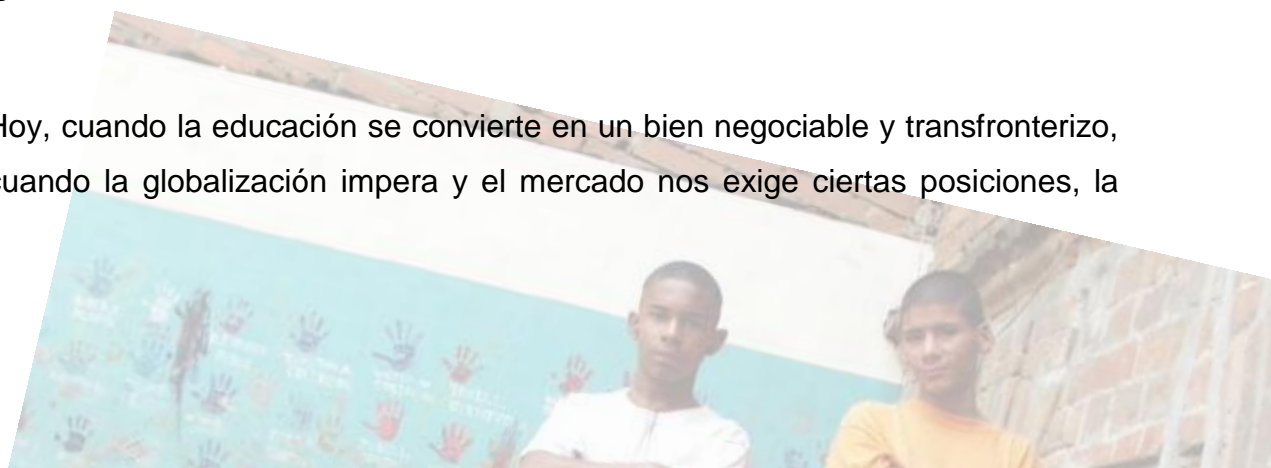 Hoy, cuando la educación se convierte en un bien negociable y transfronterizo,
cuando la globalización impera y el mercado nos exige ciertas posiciones, la